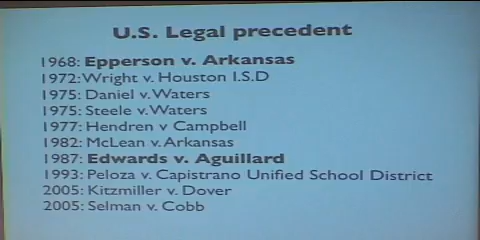 U.S. Legal precedent
1968: Epperson v. Arkansas
1972: Wright v. Houston I.S.D
1975: Daniel v. Waters
1975: Steele v. Waters
1977: Hendren v Campbell
1982: McLean v. Arkansas
1987: Edwards v. Aguillard
1993: Peloza v. Capistrano Unified School District
2005: Kitzmiller v. Dover
2005: Selman v. Cobb